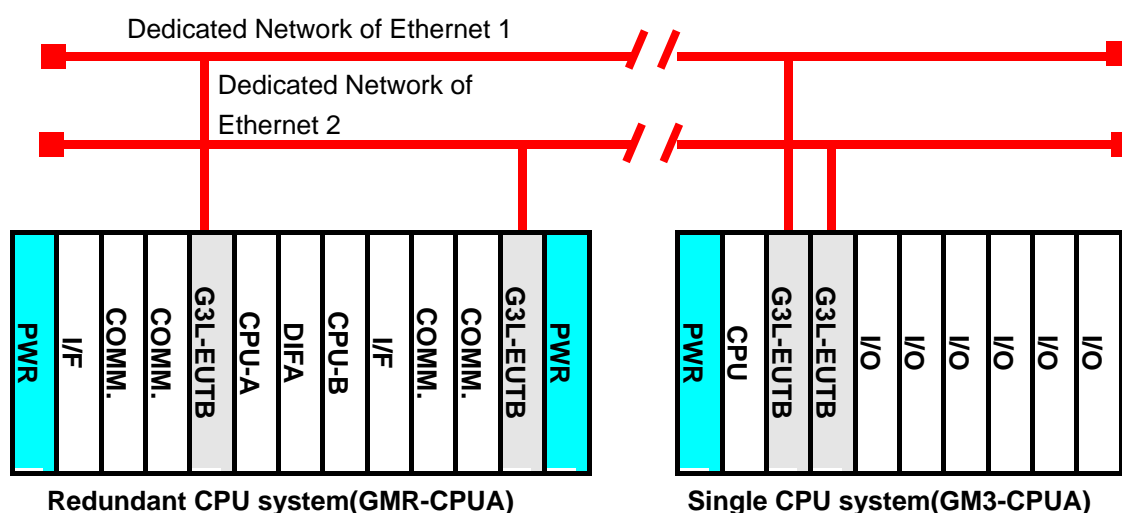 Dedicated Network of Ethernet 1
Dedicated Network of
Ethernet 2
PWR
I/F
COMM.
COMM.
G3L-EUTB
CPU-A
DIFA
CPU-B
I/F
COMM.
COMM.
G3L-EUTB
PWR
PWR
CPU
G3L-EUTB
G3L-EUTB
I/O
I/O
I/O
I/O
I/O
I/O
Redundant CPU system(GMR-CPUA)
Single CPU system(GM3-CPUA)